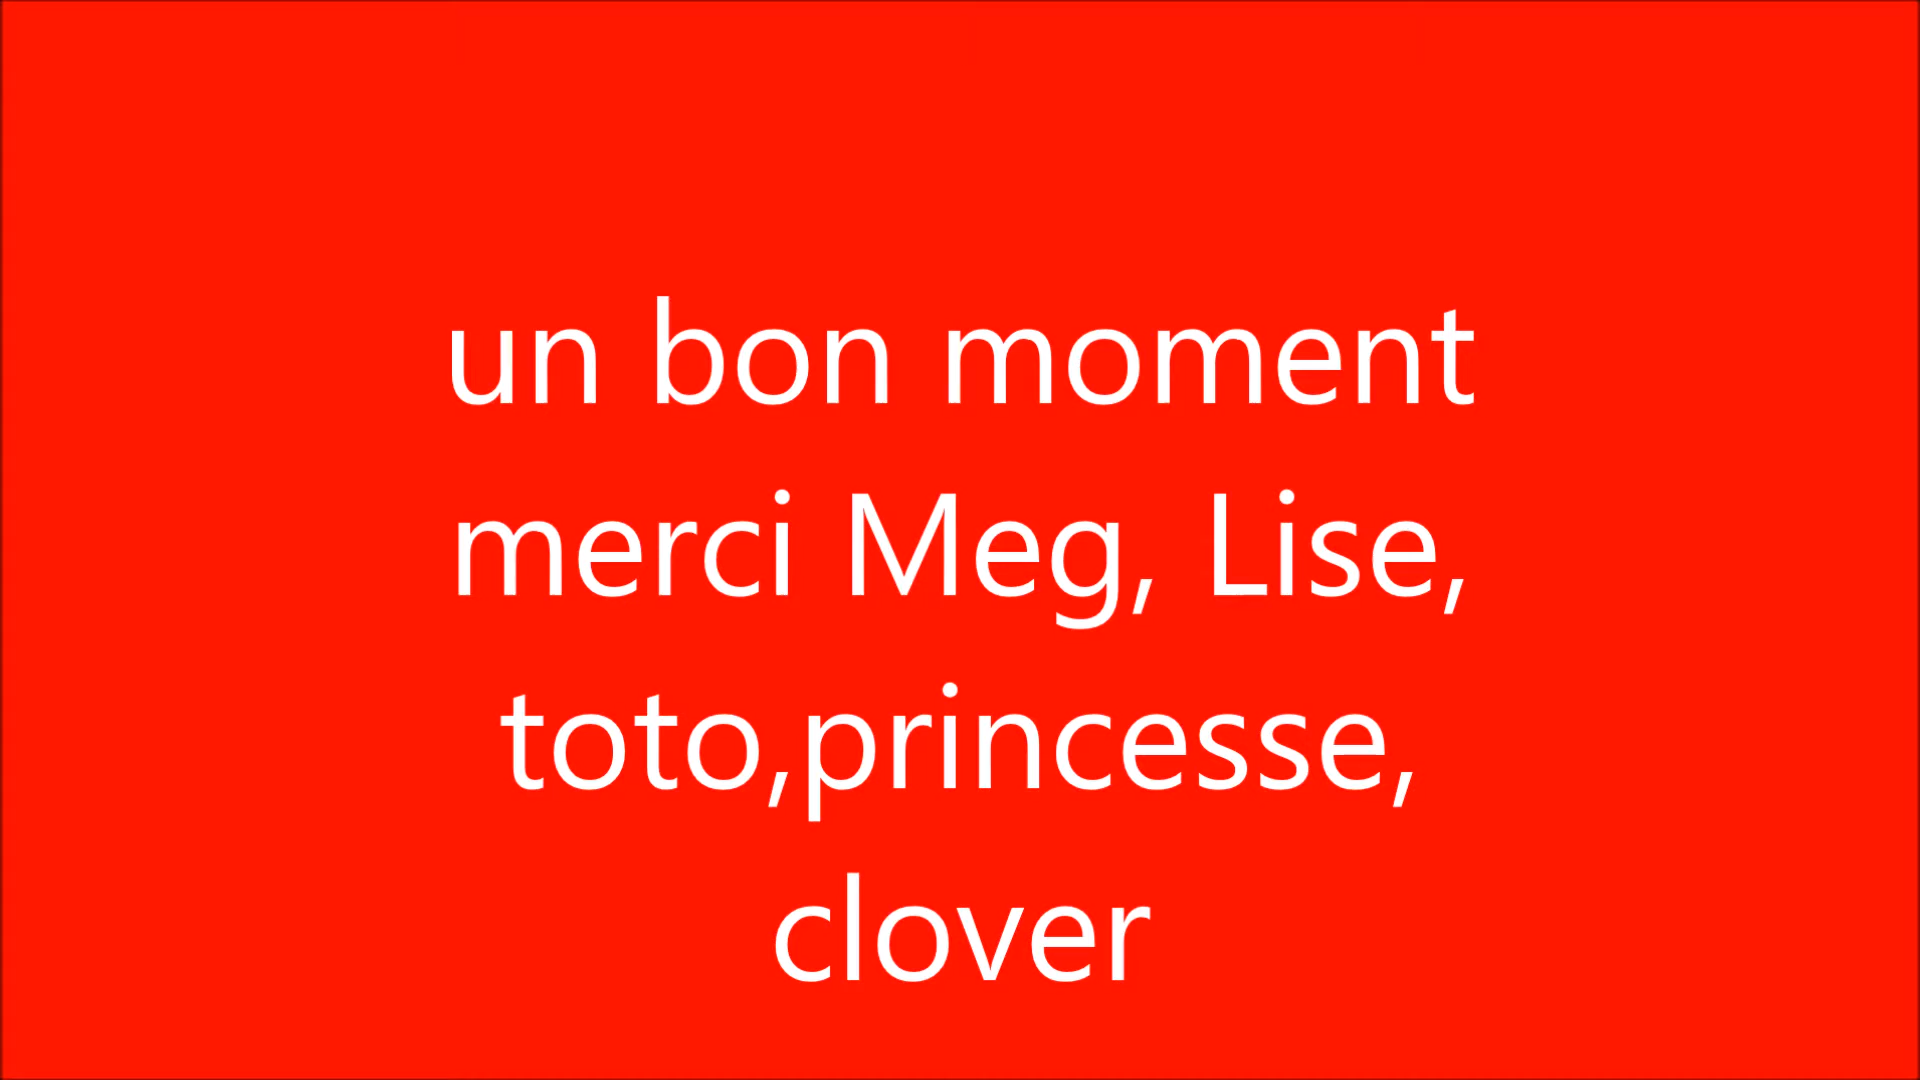 un bon moment
merci Meg, Lise,
toto,princesse,
clover